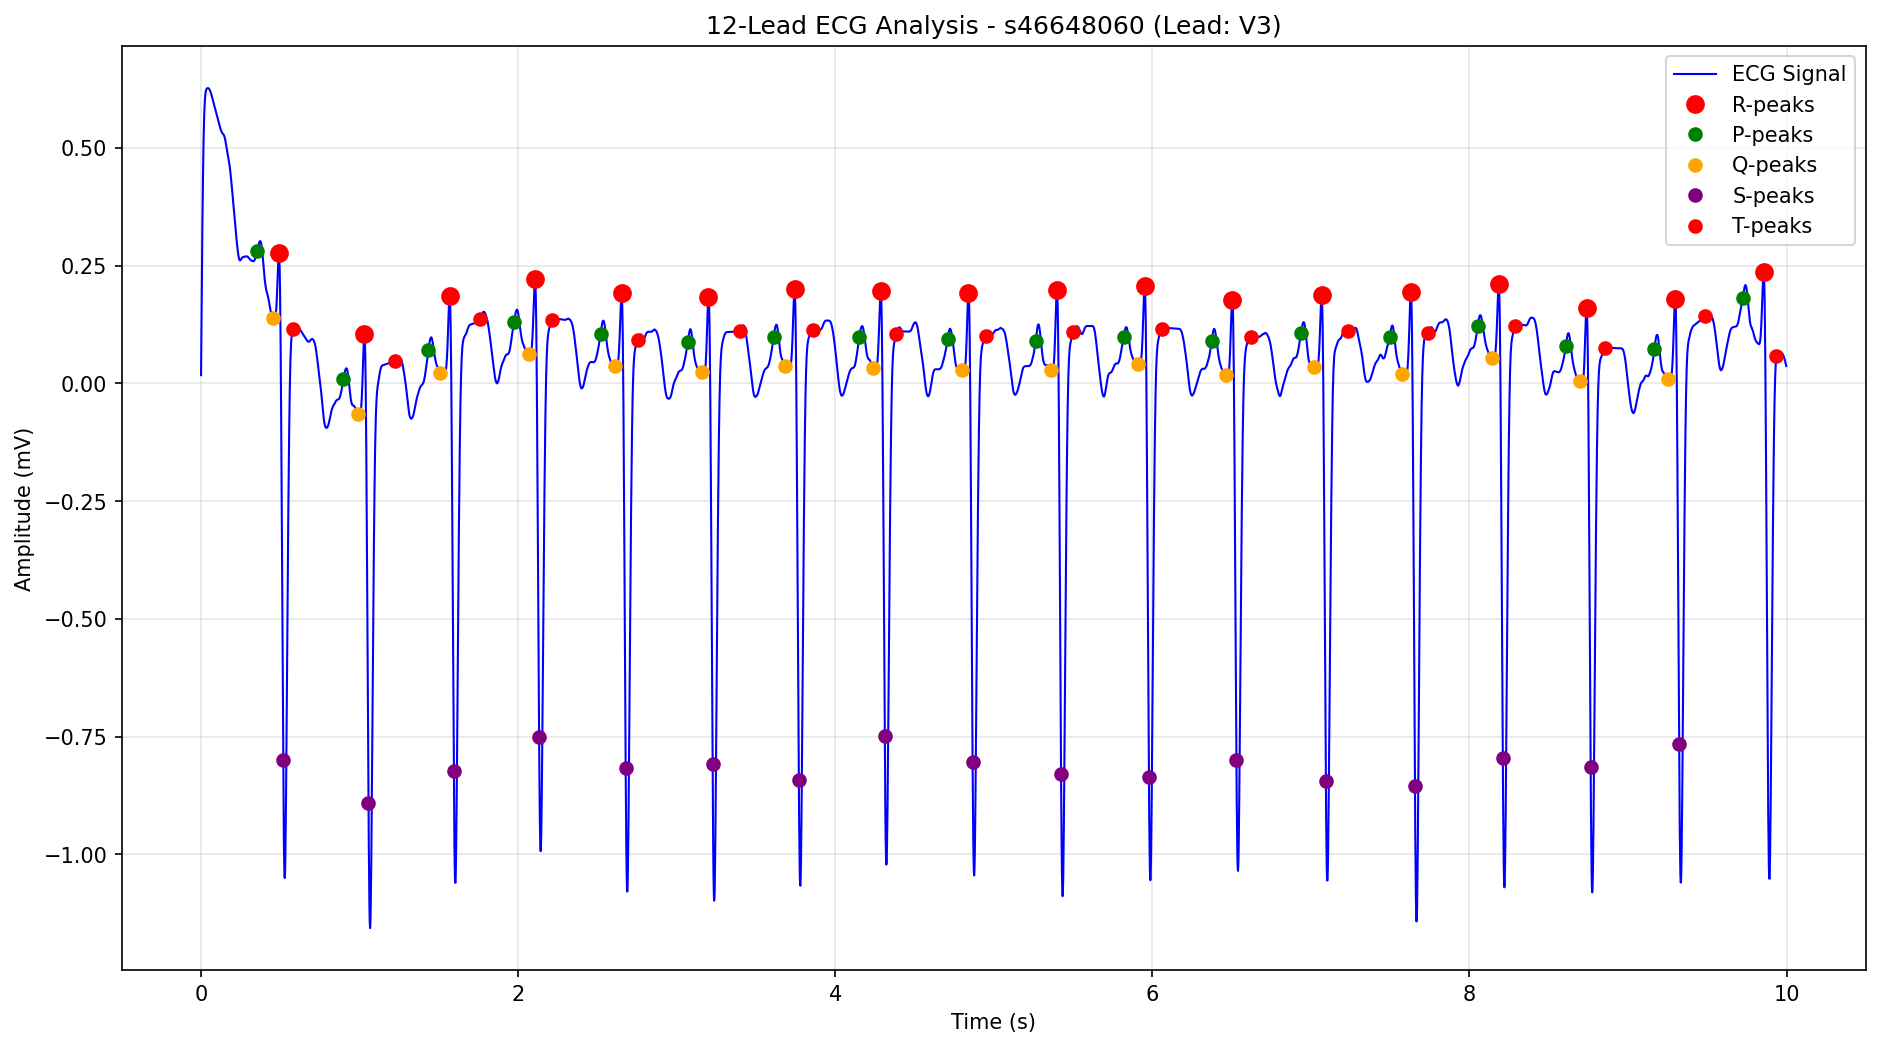 12-Lead ECG Analysis - s46648060 (Lead: V3)
ECG Signal
R-peaks
P-peaks
Q-peaks
S-peaks
T-peaks
0.50
0.25
0.00
−0.25
−0.50
−0.75
−1.00
Amplitude (mV)
0
2
4
6
8
10
Time (s)